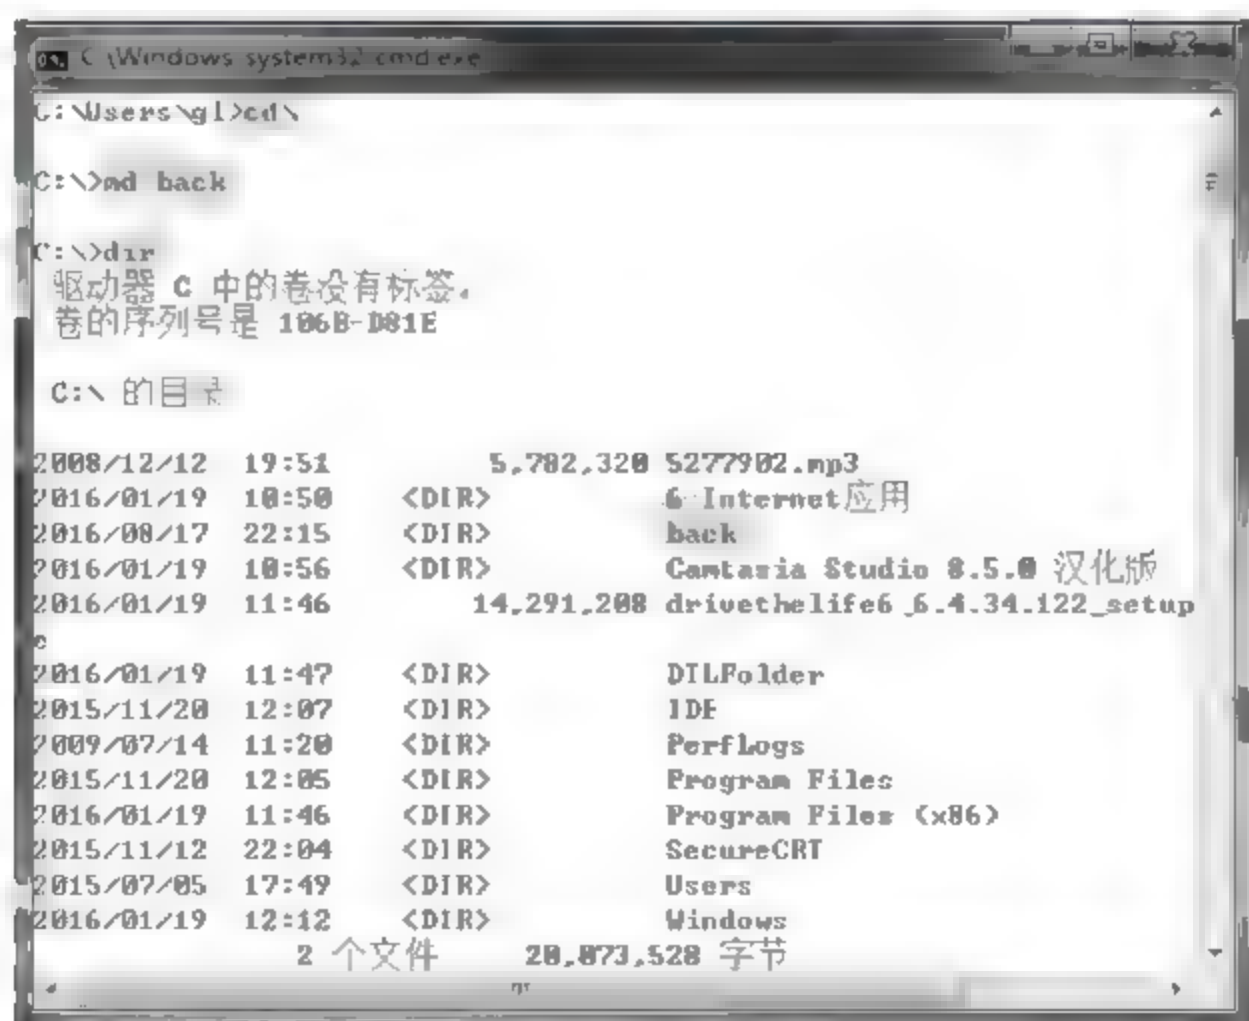 C:\Windows\system32\cmd.exe
C:\Users\gl>cd\
C:\>md back
C:\>dir
驱动器 C 中的卷没有标签。
卷的序列号是 106B-D81E
C:\ 的目录
2008/12/12 19:51 5,782,320 5277902.mp3
2016/01/19 10:50 <DIR> 6 Internet应用
2016/08/17 22:15 <DIR> back
2016/01/19 10:56 <DIR> Camtasia Studio 8.5.0 汉化版
2016/01/19 11:46 14,291,208 drivethelife6_6.4.34.122_setup
e
2016/01/19 11:47 <DIR> DTLFolder
2015/11/20 12:07 <DIR> IDE
2009/07/14 11:20 <DIR> PerfLogs
2015/11/20 12:05 <DIR> Program Files
2016/01/19 11:46 <DIR> Program Files (x86)
2015/11/12 22:04 <DIR> SecureCRT
2015/07/05 17:49 <DIR> Users
2016/01/19 12:12 <DIR> Windows
2 个文件 20,073,528 字节